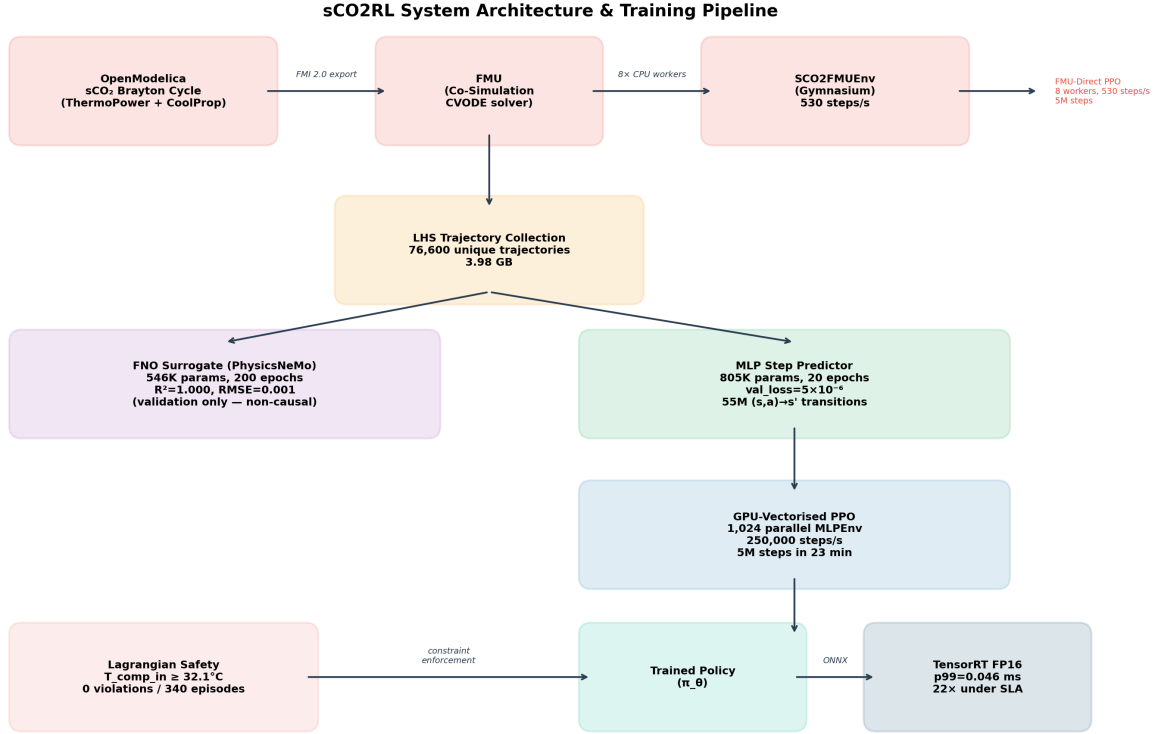 sCO2RL System Architecture & Training Pipeline
OpenModelica
sCO₂ Brayton Cycle
(ThermoPower + CoolProp)
FMI 2.0 export
FMU
(Co-Simulation
CVODE solver)
8× CPU workers
SCO2FMUEnv
(Gymnasium)
530 steps/s
FMU-Direct PPO
8 workers, 530 steps/s
5M steps
LHS Trajectory Collection
76,600 unique trajectories
3.98 GB
FNO Surrogate (PhysicsNeMo)
546K params, 200 epochs
R²=1.000, RMSE=0.001
(validation only — non-causal)
MLP Step Predictor
805K params, 20 epochs
val_loss=5×10⁻⁶
55M (s,a)→s' transitions
GPU-Vectorised PPO
1,024 parallel MLPEnv
250,000 steps/s
5M steps in 23 min
Lagrangian Safety
T_comp_in ≥ 32.1°C
0 violations / 340 episodes
constraint
enforcement
Trained Policy
(π_θ)
ONNX
TensorRT FP16
p99=0.046 ms
22× under SLA